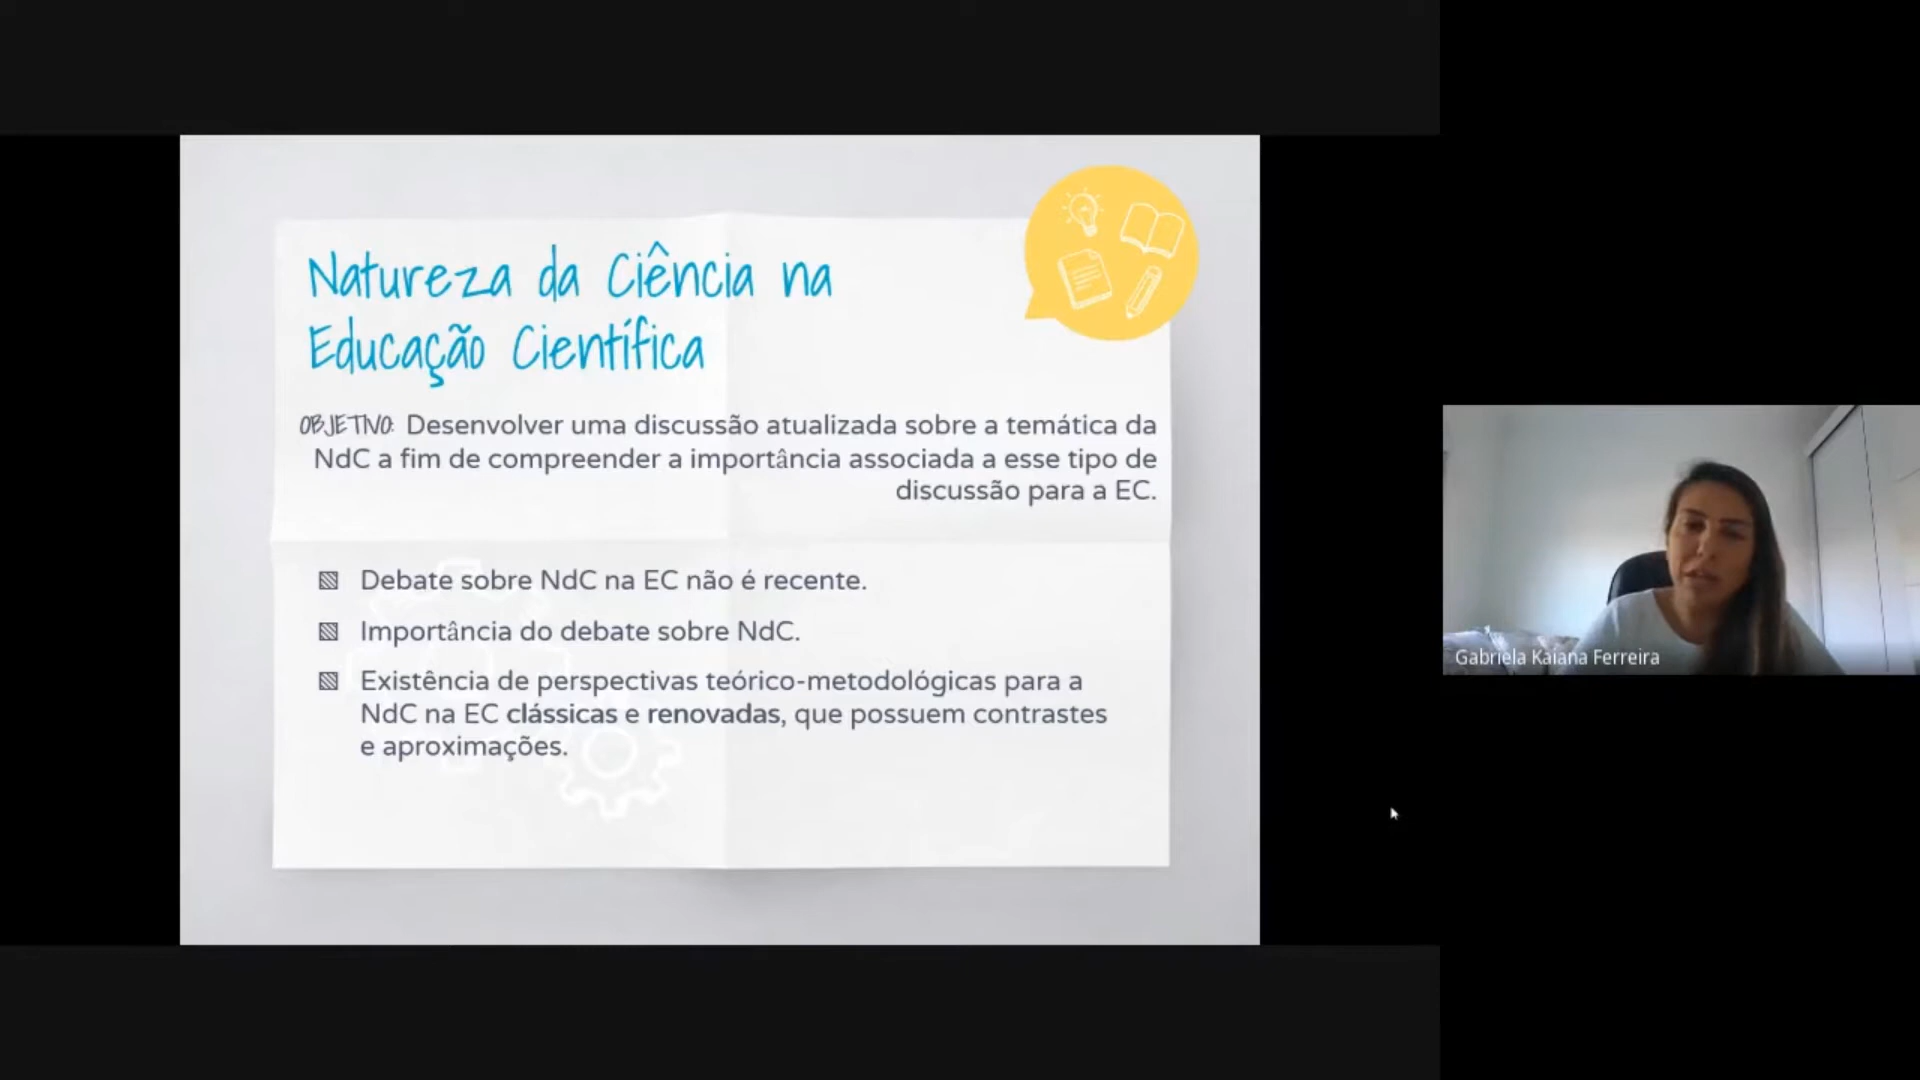 Natureza da Ciência na
Educação Científica
OBJETIVO: Desenvolver uma discussão atualizada sobre a temática da
NdC a fim de compreender a importância associada a esse tipo de
discussão para a EC.
Debate sobre NdC na EC não é recente.
Importância do debate sobre NdC.
Existência de perspectivas teórico-metodológicas para a
NdC na EC clássicas e renovadas, que possuem contrastes
e aproximações.
Gabriela Kaiana Ferreira